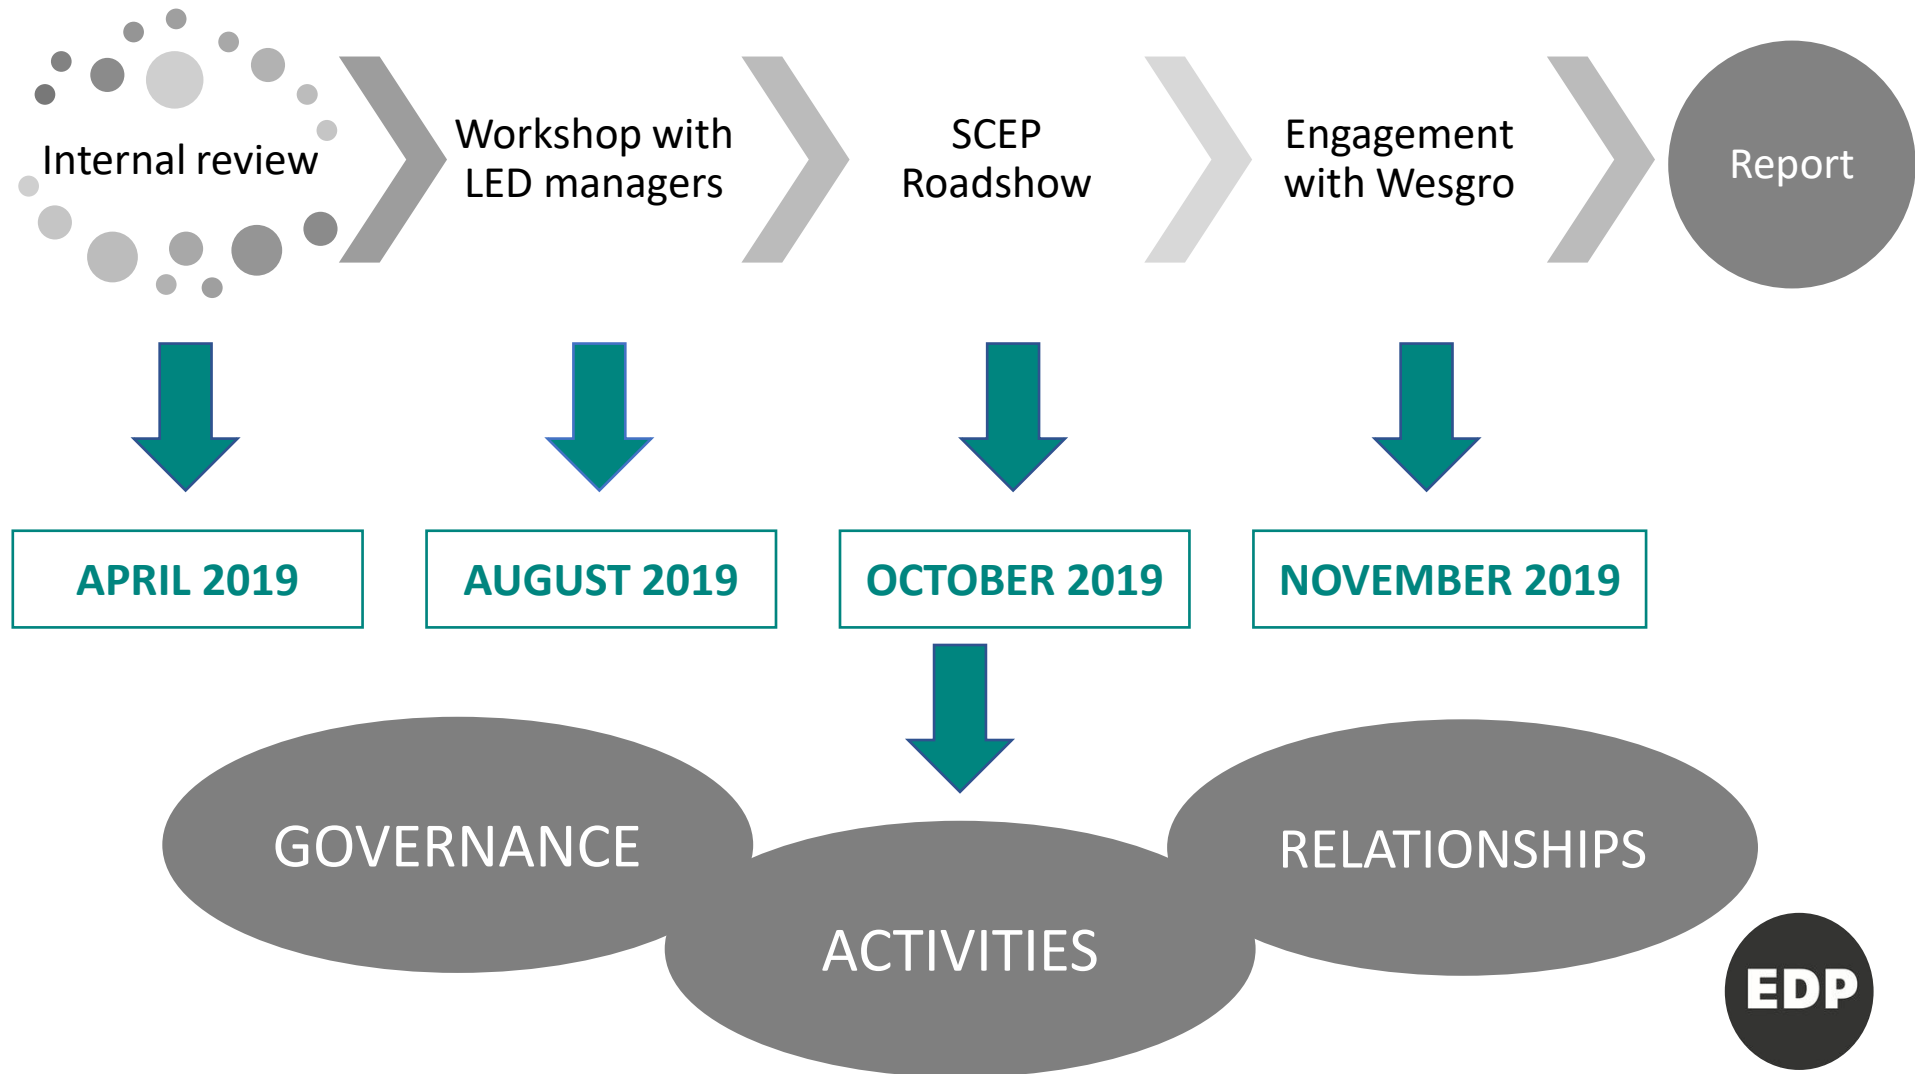 Internal review
Workshop with
LED managers
SCEP
Roadshow
Engagement
with Wesgro
Report
APRIL 2019
AUGUST 2019
OCTOBER 2019
NOVEMBER 2019
GOVERNANCE
ACTIVITIES
RELATIONSHIPS
EDP